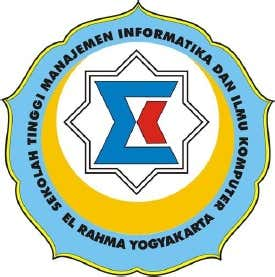 SEKOLAH TINGGI MANAJEMEN INFORMATIKA DAN ILMU KOMPUTER
EL RAHMA YOGYAKARTA